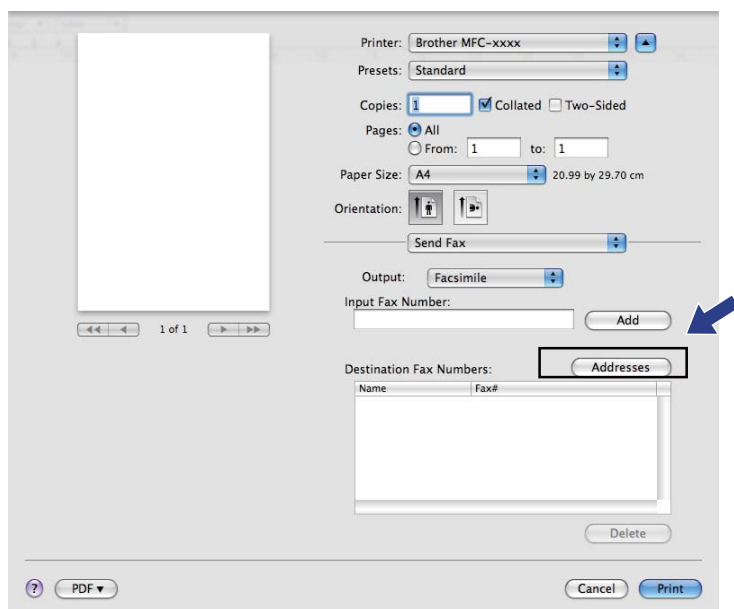 Printer: Brother MFC-xxxx
Presets: Standard
Copies: 1 Collated Two-Sided
Pages: All
From: 1 to: 1
Paper Size: A4 20.99 by 29.70 cm
Orientation:
Send Fax
Output: Facsimile
Input Fax Number:
Add
1 of 1
Destination Fax Numbers: Addresses
Name Fax#
Delete
? PDF Cancel Print